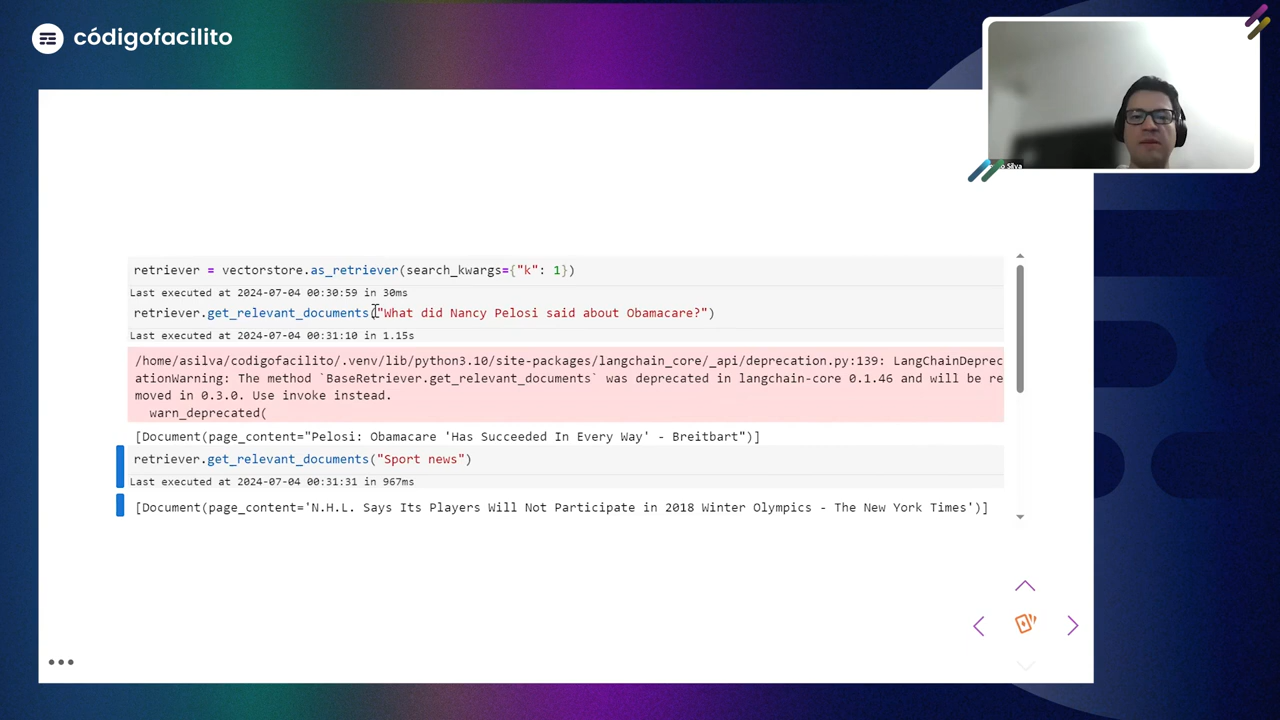 códigofacilito
Silva
retriever = vectorstore.as_retriever(search_kwargs={"k": 1})
Last executed at 2024-07-04 00:30:59 in 30ms
retriever.get_relevant_documents("What did Nancy Pelosi said about Obamacare?")
Last executed at 2024-07-04 00:31:10 in 1.15s
/home/asilva/codigofacilito/.venv/lib/python3.10/site-packages/langchain_core/_api/deprecation.py:139: LangChainDeprec
ationWarning: The method `BaseRetriever.get_relevant_documents` was deprecated in langchain-core 0.1.46 and will be re
moved in 0.3.0. Use invoke instead.
warn_deprecated(
[Document(page_content="Pelosi: Obamacare 'Has Succeeded In Every Way' - Breitbart")]
retriever.get_relevant_documents("Sport news")
Last executed at 2024-07-04 00:31:31 in 967ms
[Document(page_content='N.H.L. Says Its Players Will Not Participate in 2018 Winter Olympics - The New York Times')]